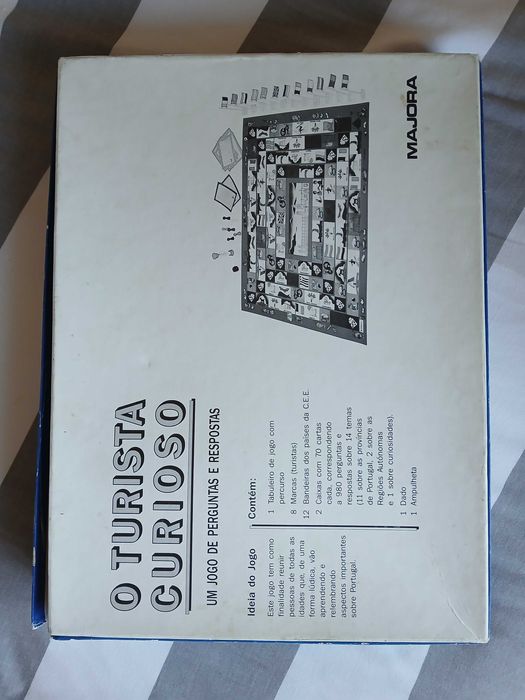 O TURISTA
CURIOSO
UM JOGO DE PERGUNTAS E RESPOSTAS
Ideia do Jogo
Este jogo tem como
finalidade reunir
pessoas de todas as
idades que, de uma
forma lúdica, vão
aprendendo e
relembrando
aspectos importantes
sobre Portugal.
Contém:
1 Tabuleiro de jogo com
percurso
8 Marcas (turistas)
12 Bandeiras dos países da C.E.E.
2 Caixas com 70 cartas
cada, correspondendo
a 980 perguntas e
respostas sobre 14 temas
(11 sobre as províncias
de Portugal, 2 sobre as
Regiões Autónomas
e 1 sobre curiosidades).
1 Dado
1 Ampulheta
MAJORA